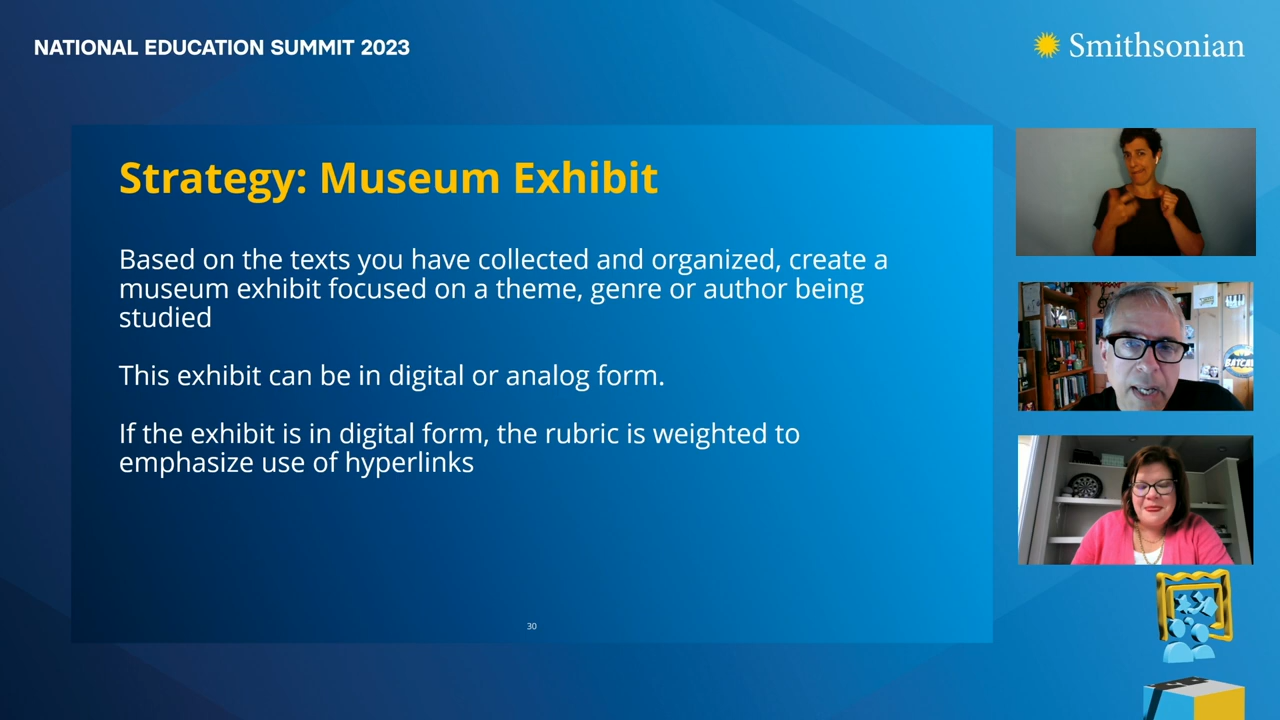 NATIONAL EDUCATION SUMMIT 2023
Smithsonian
Strategy: Museum Exhibit
Based on the texts you have collected and organized, create a
museum exhibit focused on a theme, genre or author being
studied
This exhibit can be in digital or analog form.
If the exhibit is in digital form, the rubric is weighted to
emphasize use of hyperlinks
30